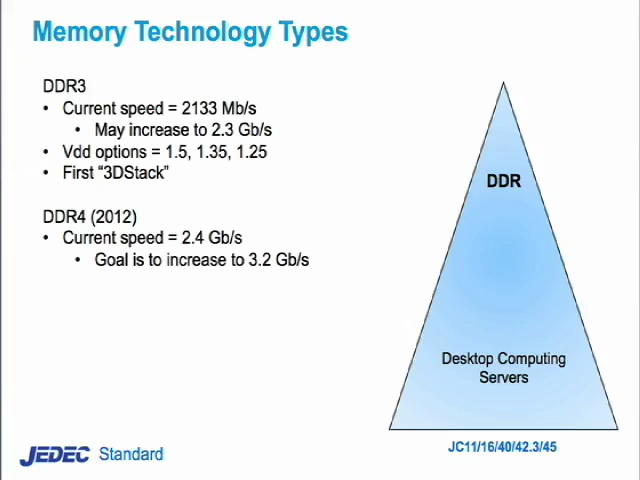 Memory Technology Types
DDR3
• Current speed = 2133 Mb/s
• May increase to 2.3 Gb/s
• Vdd options = 1.5, 1.35, 1.25
• First “3DStack”
DDR4 (2012)
• Current speed = 2.4 Gb/s
• Goal is to increase to 3.2 Gb/s
DDR
Desktop Computing
Servers
JC11/16/40/42.3/45
JEDEC Standard